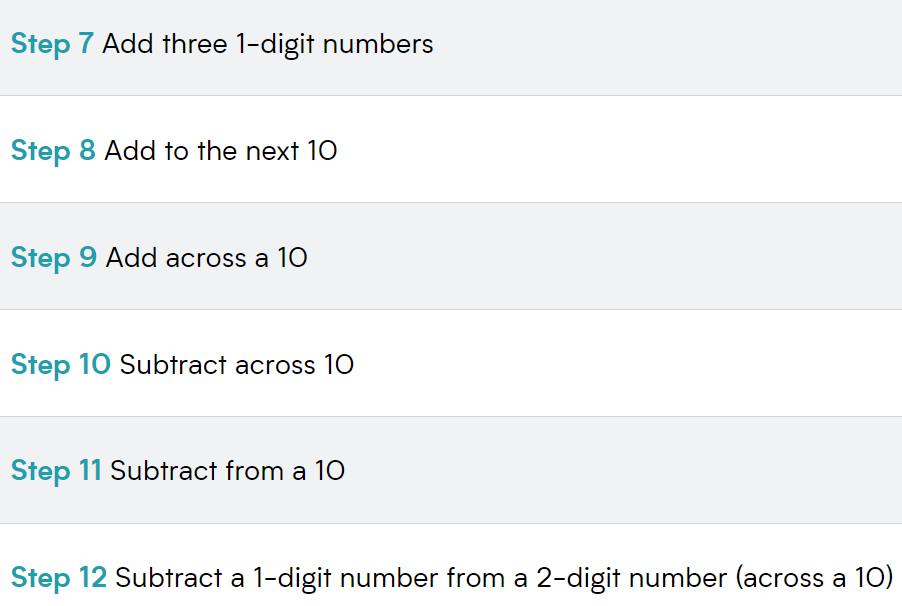 Step 7 Add three 1-digit numbers
Step 8 Add to the next 10
Step 9 Add across a 10
Step 10 Subtract across 10
Step 11 Subtract from a 10
Step 12 Subtract a 1-digit number from a 2-digit number (across a 10)